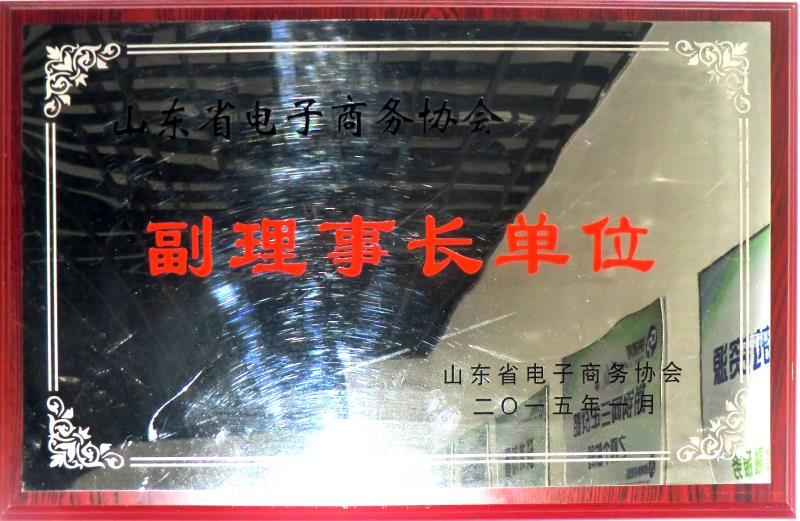 山东省电子商务协会
副理事长单位
山东省电子商务协会
二〇一五年一月